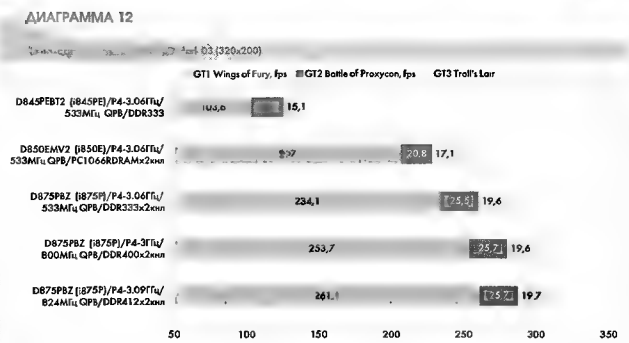 ДИАГРАММА 12
03 (320x200)
GT1 Wings of Fury, fps GT2 Battle of Proxycon, fps GT3 Troll's Lair
D845PEBT2 (i845PE)/P4-3.06ГГц/
533МГц QPB/DDR333
15,1
D850EMV2 (i850E)/P4-3.06ГГц/
533МГц QPB/PC1066RDRAMx2кнл
20,8 17,1
D875PBZ (i875P)/P4-3.06ГГц/
533МГц QPB/DDR333x2кнл
234,1 25,5 19,6
D875PBZ (i875P)/P4-3ГГц/
800МГц QPB/DDR400x2кнл
253,7 25,7 19,6
D875PBZ (i875P)/P4-3.09ГГц/
824МГц QPB/DDR412x2кнл
261,1 25,7 19,7
50 100 150 200 250 300 350